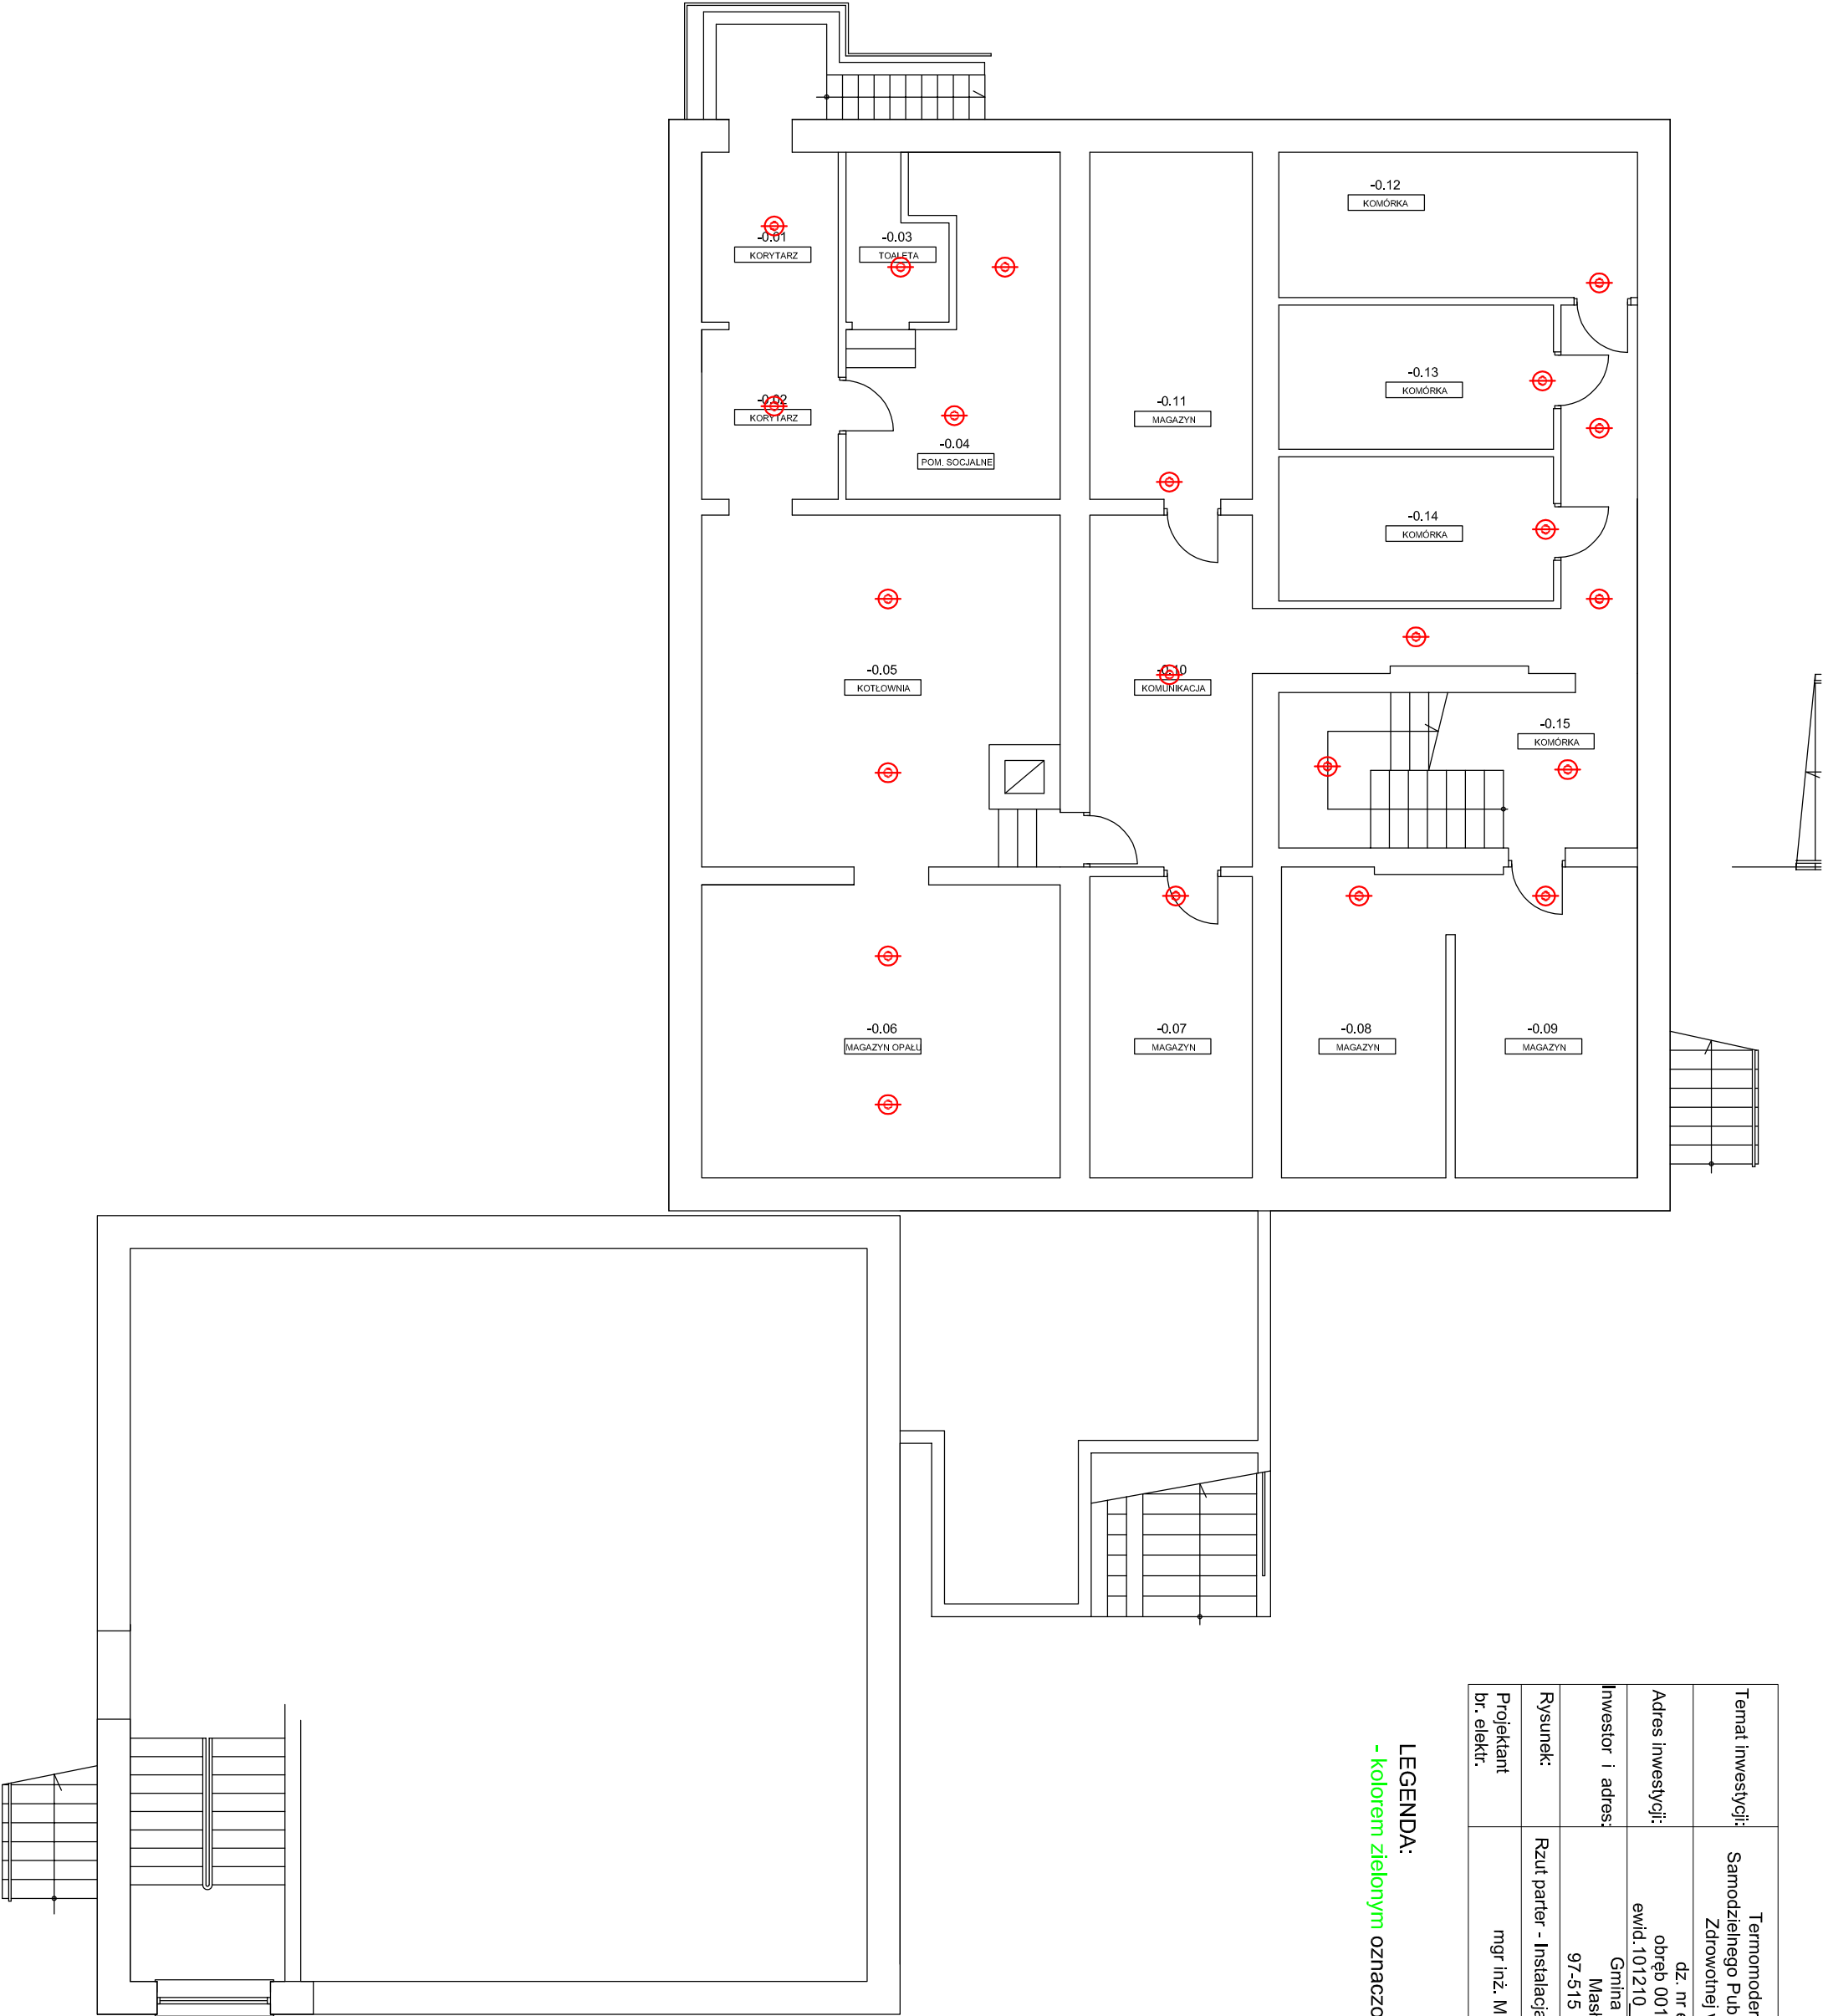 -0.12
KOMÓRKA
-0.01
KORYTARZ
-0.03
TOALETA
-0.13
KOMÓRKA
-0.02
KORYTARZ
-0.11
MAGAZYN
-0.04
POM. SOCJALNE
-0.14
KOMÓRKA
-0.05
KOTŁOWNIA
-0.10
KOMUNIKACJA
-0.15
KOMÓRKA
-0.06
MAGAZYN OPAŁU
-0.07
MAGAZYN
-0.08
MAGAZYN
-0.09
MAGAZYN
Temat inwestycji:
Samodzielnego Pub
Zdrowotnej
Adres inwestycji:
dz. nr
obręb 001
ewid.101210_
Inwestor i adres:
Gmina
97-515
Rysunek:
Rzut parter - Instalacja
Projektant
br. elektr.
mgr inż. M
LEGENDA:
- kolorem zielonym